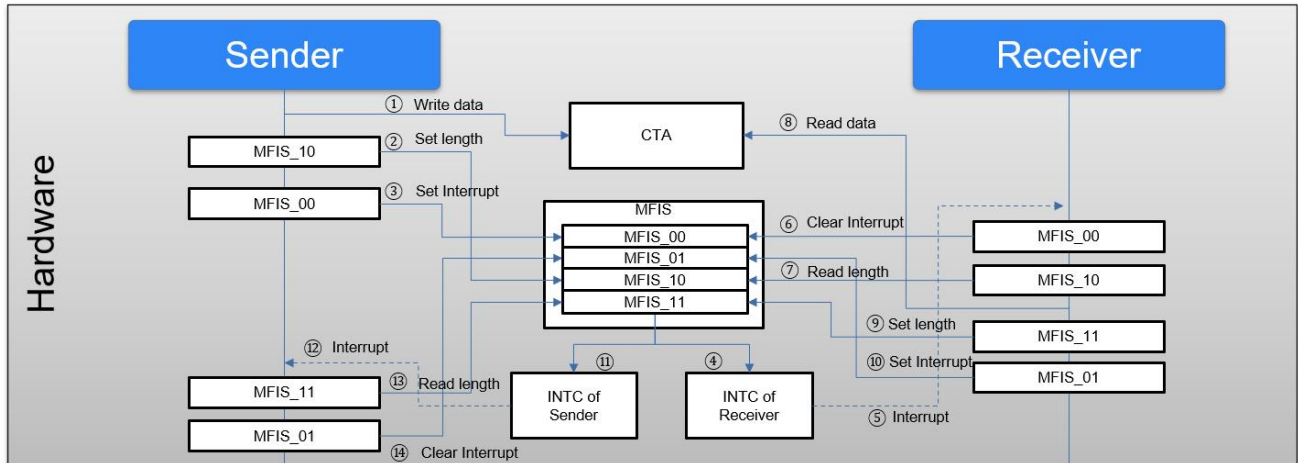 Sender
Receiver
Hardware
① Write data
CTA
⑧ Read data
② Set length
MFIS_10
③ Set Interrupt
MFIS_00
MFIS
MFIS_00
MFIS_01
MFIS_10
MFIS_11
⑥ Clear Interrupt
MFIS_00
⑦ Read length
MFIS_10
⑨ Set length
MFIS_11
⑩ Set Interrupt
MFIS_01
⑫ Interrupt
⑪
④
MFIS_11
⑬ Read length
INTC of
Sender
INTC of
Receiver
⑤ Interrupt
MFIS_01
⑭ Clear Interrupt